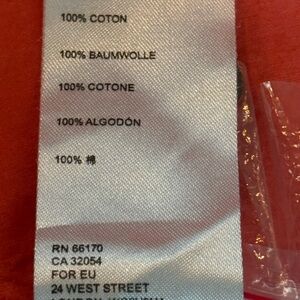 100% COTON
100% BAUMWOLLE
100% COTONE
100% ALGODÓN
100% 棉
RN 66170
CA 32054
FOR EU
24 WEST STREET